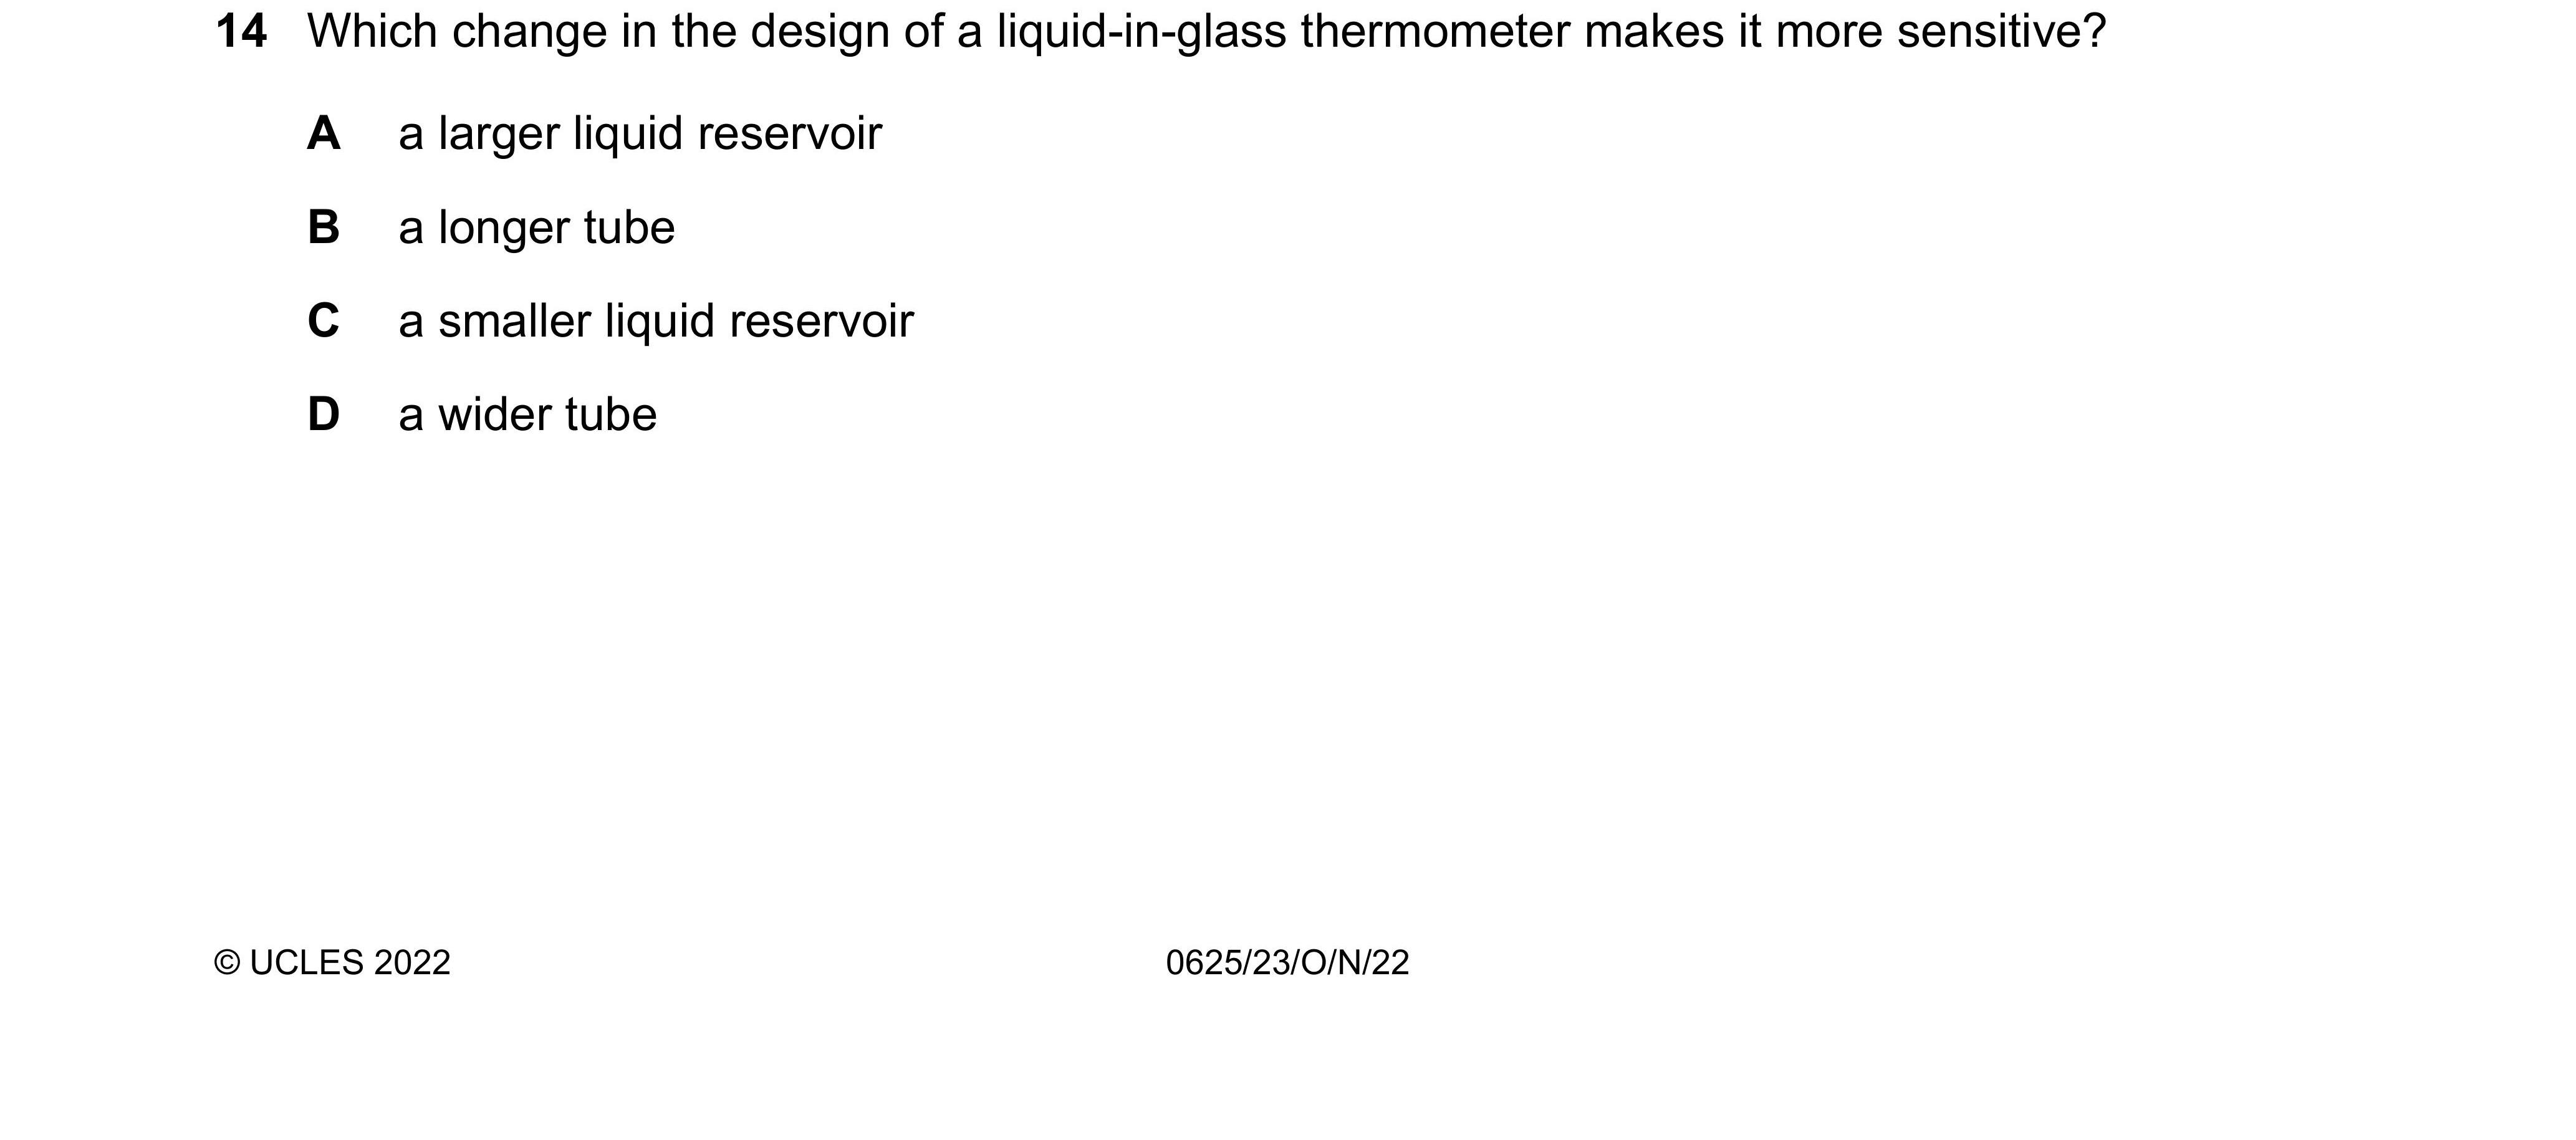 14 Which change in the design of a liquid-in-glass thermometer makes it more sensitive?
A a larger liquid reservoir
B a longer tube
C a smaller liquid reservoir
D a wider tube
© UCLES 2022 0625/23/O/N/22